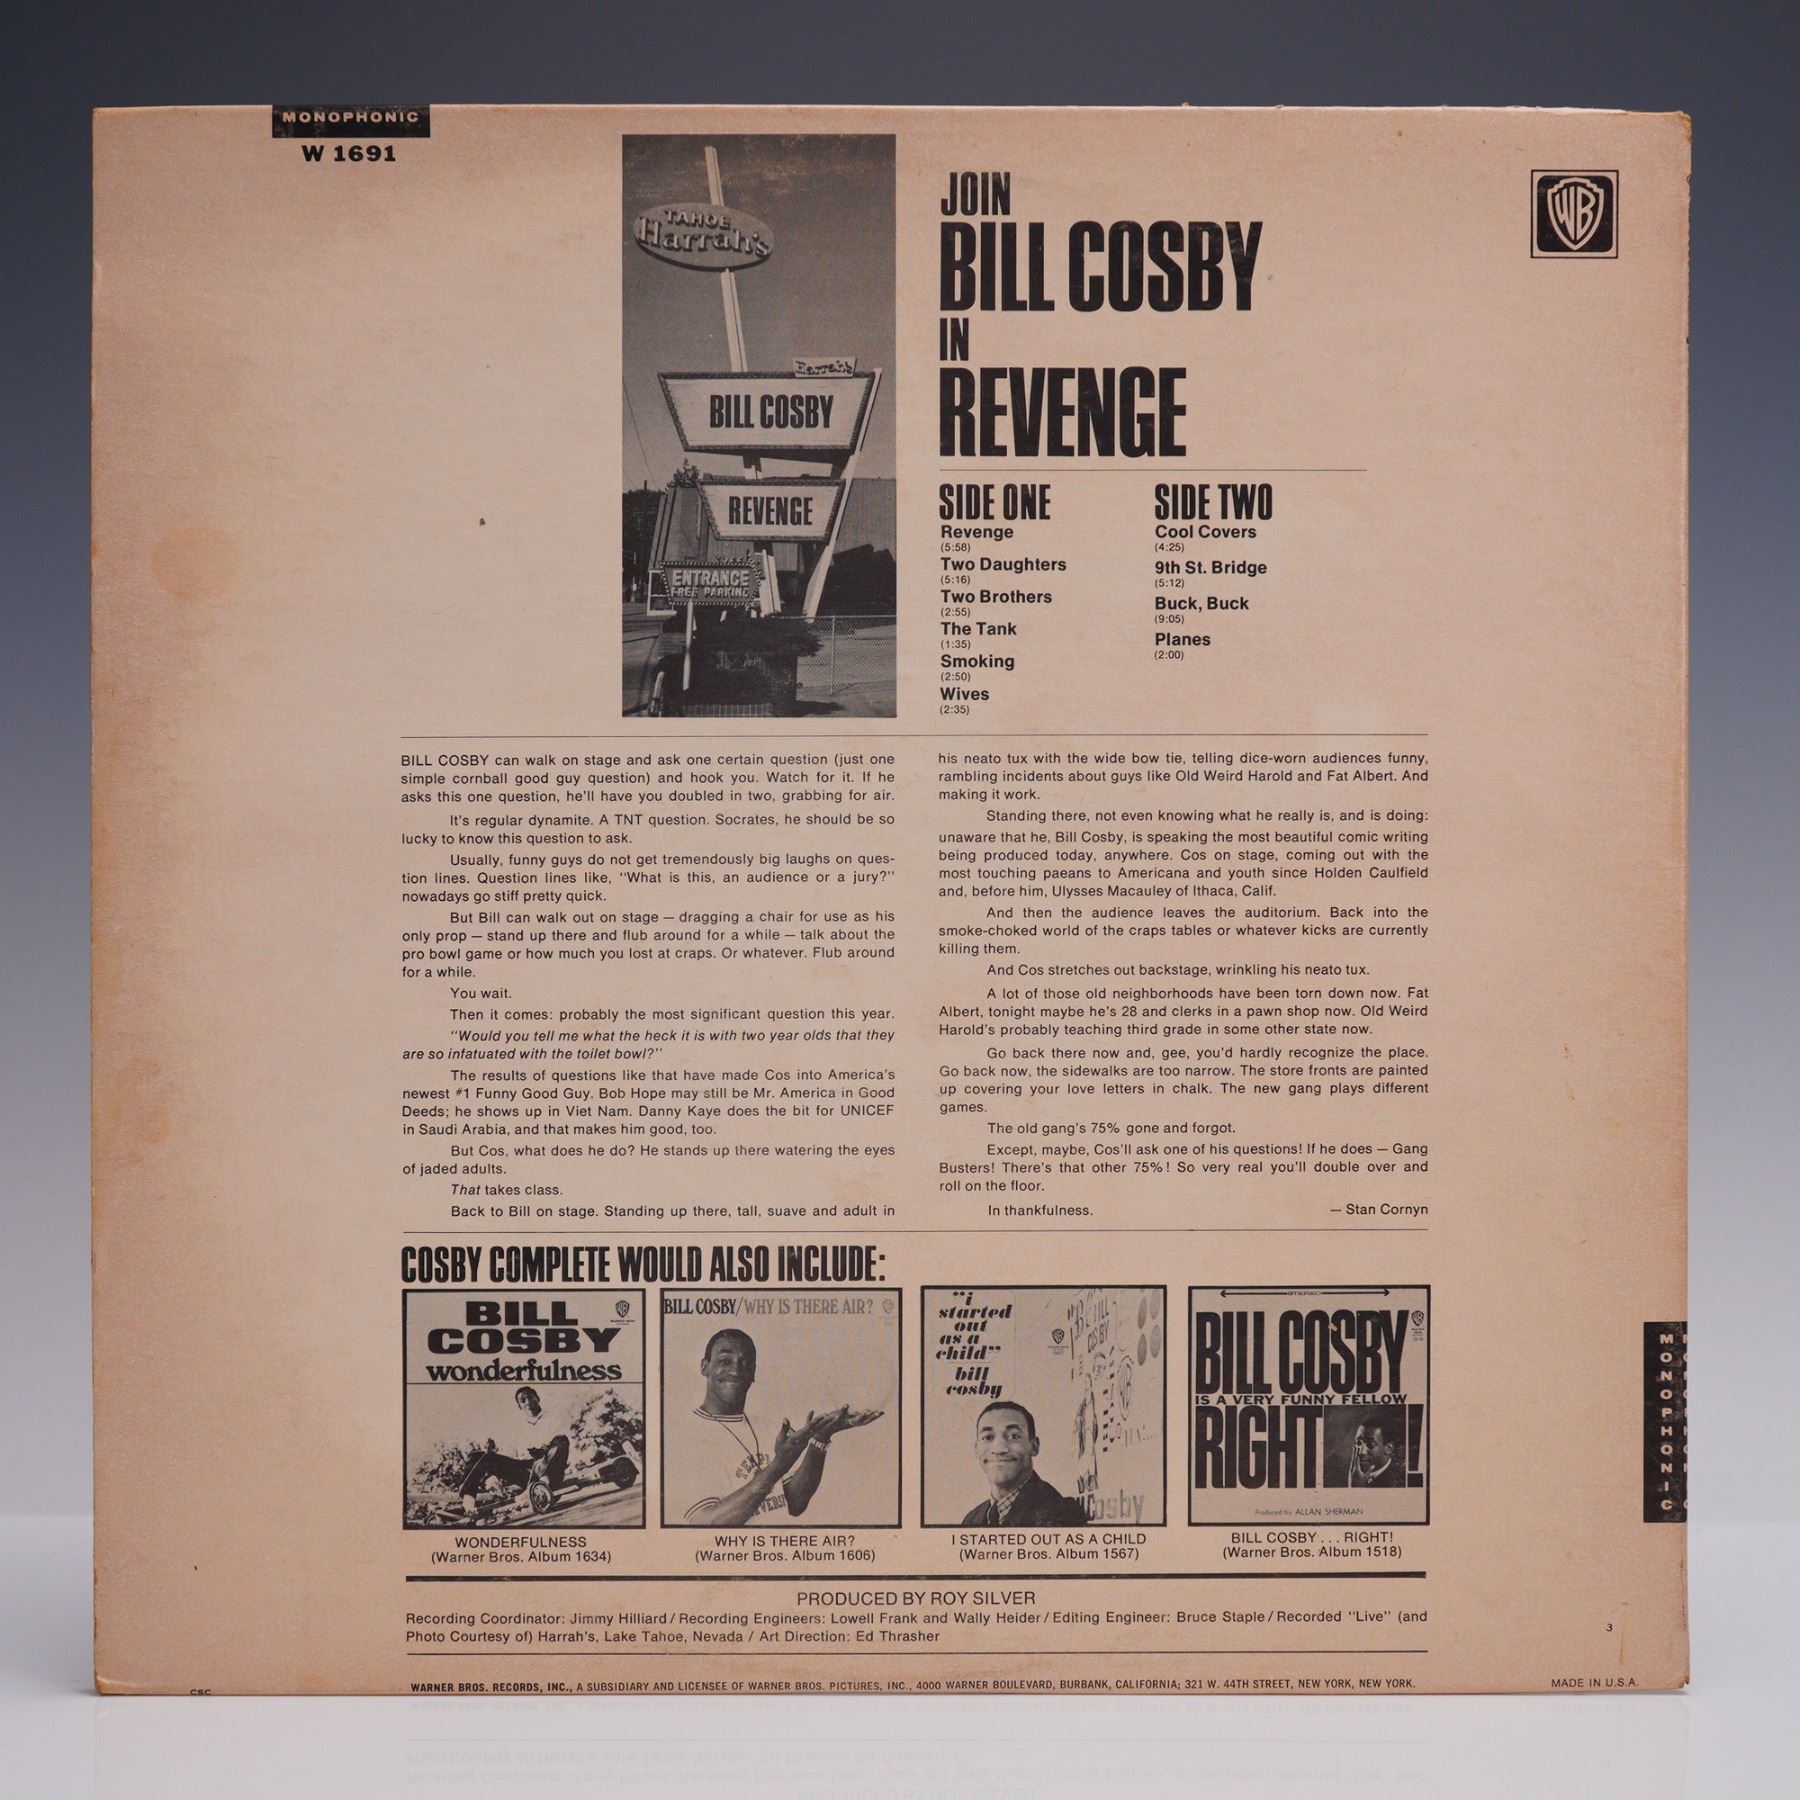 MONOPHONIC
W 1691
TAHOE
Harrah's
Harrah's
BILL COSBY
REVENGE
ENTRANCE
FREE PARKING
JOIN
BILL COSBY
IN
REVENGE
WB
SIDE ONE
Revenge
(5:58)
Two Daughters
(5:16)
Two Brothers
(2:55)
The Tank
(1:35)
Smoking
(2:50)
Wives
(2:35)
SIDE TWO
Cool Covers
(4:25)
9th St. Bridge
(5:12)
Buck, Buck
(9:05)
Planes
(2:00)
BILL COSBY can walk on stage and ask one certain question (just one
simple cornball good guy question) and hook you. Watch for it. If he
asks this one question, he'll have you doubled in two, grabbing for air.
It's regular dynamite. A TNT question. Socrates, he should be so
lucky to know this question to ask.
Usually, funny guys do not get tremendously big laughs on ques-
tion lines. Question lines like, "What is this, an audience or a jury?"
nowadays go stiff pretty quick.
But Bill can walk out on stage — dragging a chair for use as his
only prop — stand up there and flub around for a while — talk about the
pro bowl game or how much you lost at craps. Or whatever. Flub around
for a while.
You wait.
Then it comes: probably the most significant question this year.
"Would you tell me what the heck it is with two year olds that they
are so infatuated with the toilet bowl?"
The results of questions like that have made Cos into America's
newest #1 Funny Good Guy. Bob Hope may still be Mr. America in Good
Deeds; he shows up in Viet Nam. Danny Kaye does the bit for UNICEF
in Saudi Arabia, and that makes him good, too.
But Cos, what does he do? He stands up there watering the eyes
of jaded adults.
That takes class.
Back to Bill on stage. Standing up there, tall, suave and adult in
his neato tux with the wide bow tie, telling dice-worn audiences funny,
rambling incidents about guys like Old Weird Harold and Fat Albert. And
making it work.
Standing there, not even knowing what he really is, and is doing:
unaware that he, Bill Cosby, is speaking the most beautiful comic writing
being produced today, anywhere. Cos on stage, coming out with the
most touching paeans to Americana and youth since Holden Caulfield
and, before him, Ulysses Macauley of Ithaca, Calif.
And then the audience leaves the auditorium. Back into the
smoke-choked world of the craps tables or whatever kicks are currently
killing them.
And Cos stretches out backstage, wrinkling his neato tux.
A lot of those old neighborhoods have been torn down now. Fat
Albert, tonight maybe he's 28 and clerks in a pawn shop now. Old Weird
Harold's probably teaching third grade in some other state now.
Go back there now and, gee, you'd hardly recognize the place.
Go back now, the sidewalks are too narrow. The store fronts are painted
up covering your love letters in chalk. The new gang plays different
games.
The old gang's 75% gone and forgot.
Except, maybe, Cos'll ask one of his questions! If he does — Gang
Busters! There's that other 75%! So very real you'll double over and
roll on the floor.
In thankfulness. — Stan Cornyn
COSBY COMPLETE WOULD ALSO INCLUDE:
BILL
COSBY
wonderfulness
BILL COSBY/WHY IS THERE AIR?
"i
started
out
as a
child"
bill
cosby
BILL COSBY
IS A VERY FUNNY FELLOW
RIGHT!
Produced by ALLAN SHERMAN
WONDERFULNESS
(Warner Bros. Album 1634)
WHY IS THERE AIR?
(Warner Bros. Album 1606)
I STARTED OUT AS A CHILD
(Warner Bros. Album 1567)
BILL COSBY . . . RIGHT!
(Warner Bros. Album 1518)
MONOPHONIC
PRODUCED BY ROY SILVER
Recording Coordinator: Jimmy Hilliard / Recording Engineers: Lowell Frank and Wally Heider / Editing Engineer: Bruce Staple / Recorded "Live" (and
Photo Courtesy of) Harrah's, Lake Tahoe, Nevada / Art Direction: Ed Thrasher
3
CSC
WARNER BROS. RECORDS, INC., A SUBSIDIARY AND LICENSEE OF WARNER BROS. PICTURES, INC., 4000 WARNER BOULEVARD, BURBANK, CALIFORNIA; 321 W. 44TH STREET, NEW YORK, NEW YORK.
MADE IN U.S.A.